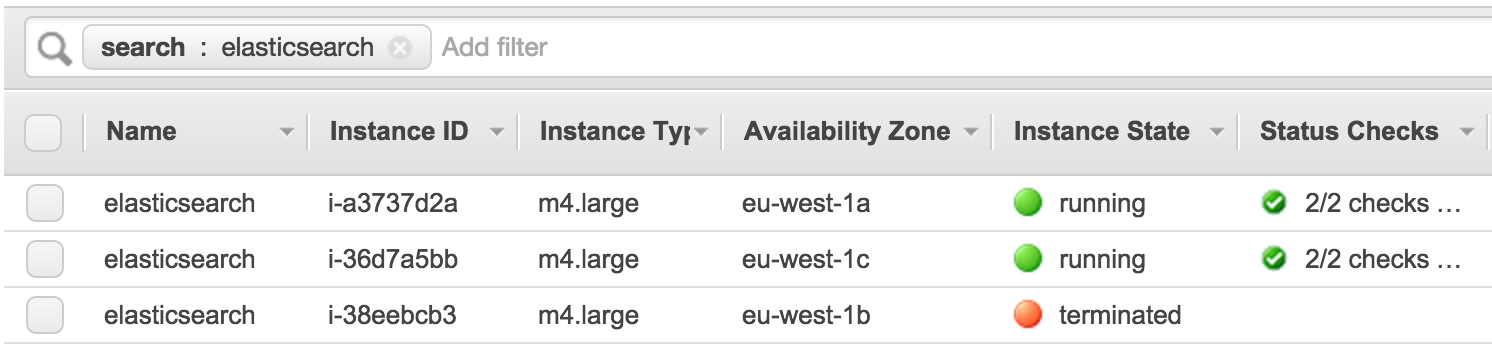 search : elasticsearch Add filter
Name Instance ID Instance Typ Availability Zone Instance State Status Checks
elasticsearch i-a3737d2a m4.large eu-west-1a running 2/2 checks ...
elasticsearch i-36d7a5bb m4.large eu-west-1c running 2/2 checks ...
elasticsearch i-38eebcb3 m4.large eu-west-1b terminated